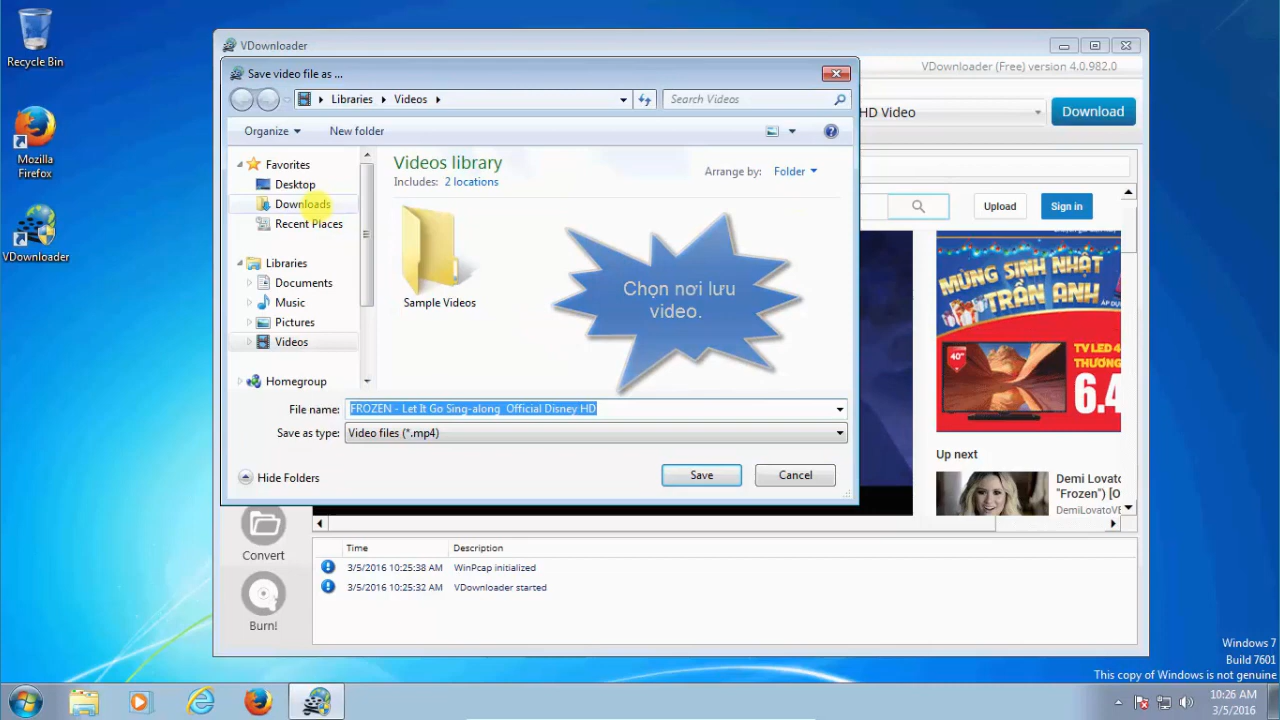 Recycle Bin
Mozilla
Firefox
VDownloader
VDownloader
VDownloader (Free) version 4.0.982.0
HD Video
Download
Save video file as ...
Libraries
Videos
Search Videos
Organize
New folder
Favorites
Desktop
Downloads
Recent Places
Libraries
Documents
Music
Pictures
Videos
Homegroup
Videos library
Includes: 2 locations
Arrange by: Folder
Sample Videos
Chọn nơi lưu
video.
File name: FROZEN - Let It Go Sing-along Official Disney HD
Save as type: Video files (*.mp4)
Hide Folders
Save
Cancel
Upload
Sign in
MỪNG SINH NHẬT
TRẦN ANH
ÁP DỤ
40"
TV LED 4
THƯƠNG
6.4
Up next
Demi Lovato
"Frozen") [O
DemiLovatoVE
Convert
Burn!
Time Description
3/5/2016 10:25:38 AM WinPcap initialized
3/5/2016 10:25:32 AM VDownloader started
Windows 7
Build 7601
This copy of Windows is not genuine
10:26 AM
3/5/2016